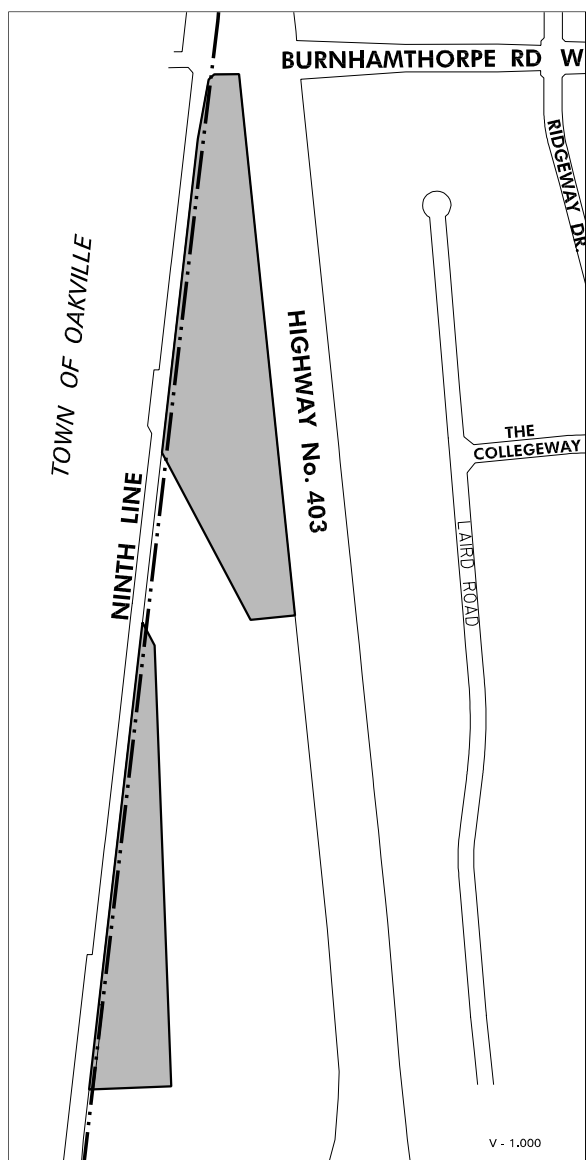 BURNHAMTHORPE RD W
RIDGEWAY DR.
TOWN OF OAKVILLE
HIGHWAY No. 403
THE
COLLEGEWAY
NINTH LINE
LAIRD ROAD
V - 1.000